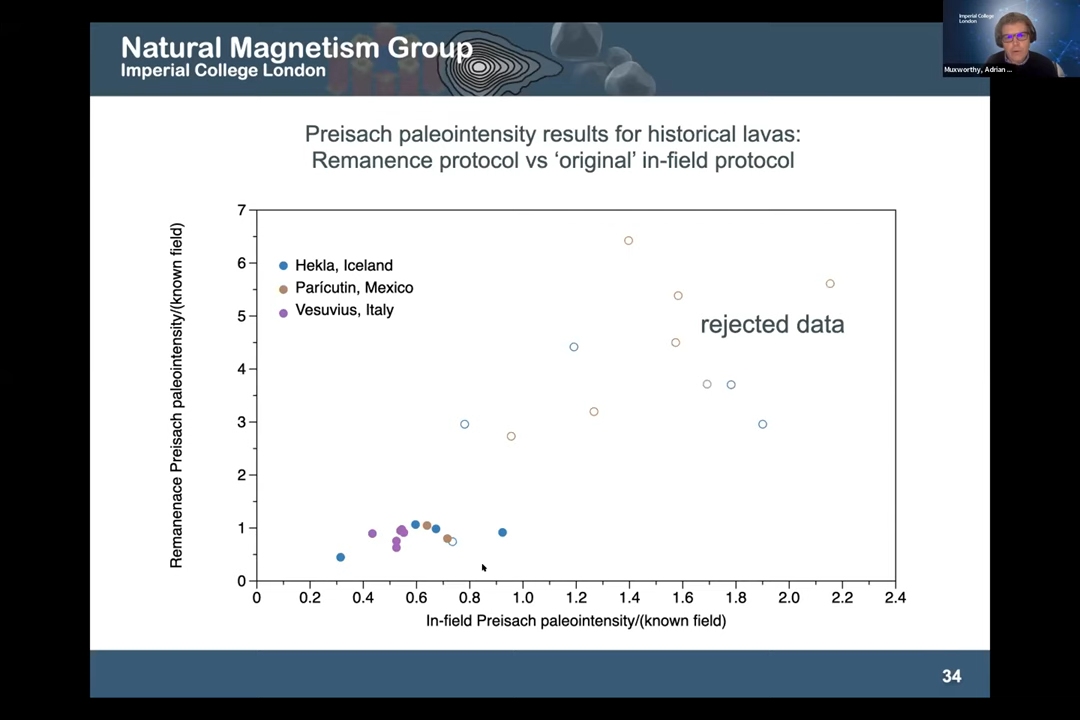 Natural Magnetism Group
Imperial College London
Imperial College
London
Muxworthy, Adrian ...
Preisach paleointensity results for historical lavas:
Remanence protocol vs ‘original’ in-field protocol
Remanenace Preisach paleointensity/(known field)
7
6
5
4
3
2
1
0
Hekla, Iceland
Parícutin, Mexico
Vesuvius, Italy
rejected data
0 0.2 0.4 0.6 0.8 1.0 1.2 1.4 1.6 1.8 2.0 2.2 2.4
In-field Preisach paleointensity/(known field)
34